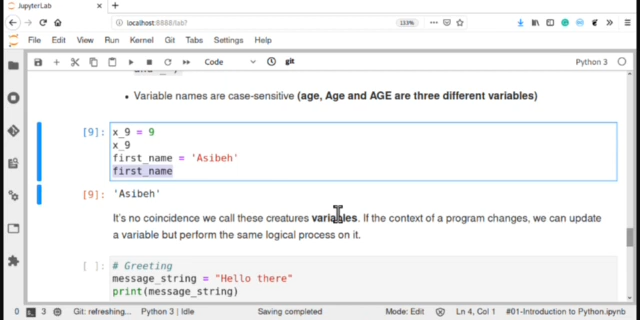 JupyterLab
localhost:8888/lab?
133%
File Edit View Run Kernel Git Tabs Settings Help
Code
git
Python 3
and _ )
• Variable names are case-sensitive (age, Age and AGE are three different variables)
[9]: x_9 = 9
x_9
first_name = 'Asibeh'
first_name
[9]: 'Asibeh'
It's no coincidence we call these creatures variables. If the context of a program changes, we can update
a variable but perform the same logical process on it.
[ ]: # Greeting
message_string = "Hello there"
print(message_string)
0 3 Git: refreshing... Python 3 | Idle Saving completed Mode: Edit Ln 4, Col 1 #01-Introduction to Python.ipynb